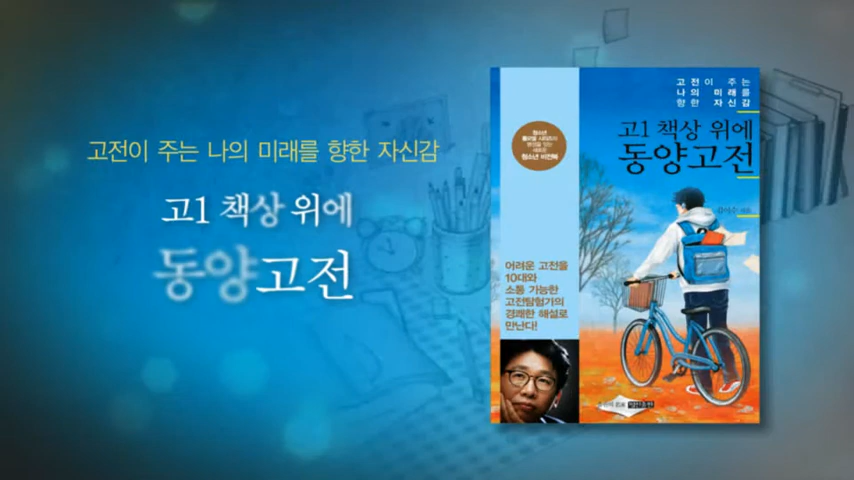 고전이 주는 나의 미래를 향한 자신감
고1 책상 위에
동양고전
고전이 주는
나의 미래를
향한 자신감
고1 책상 위에
동양고전
청소년
어려운 고전을
10대와
소통 가능한
고전탐험가의
경쾌한 해설로
만난다!